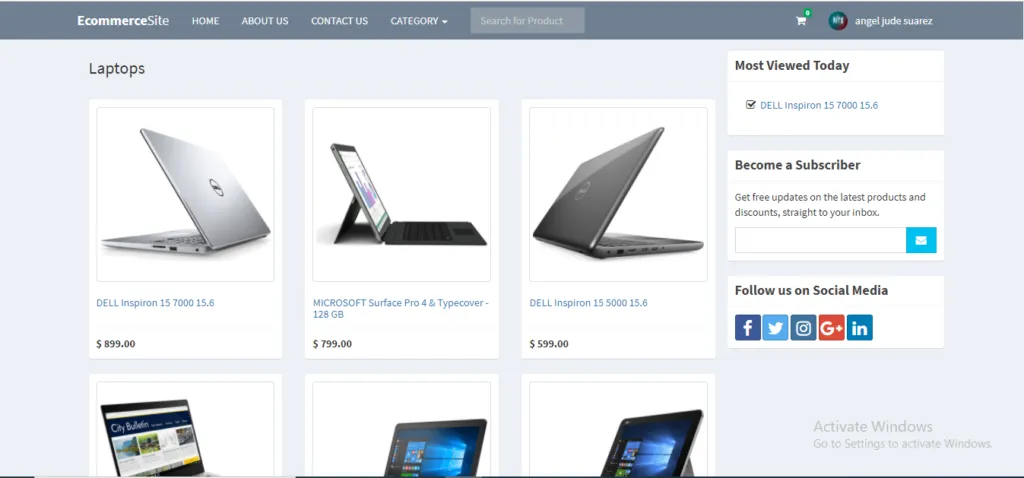 EcommerceSite HOME ABOUT US CONTACT US CATEGORY Search for Product 0 angel jude suarez
Laptops
DELL Inspiron 15 7000 15.6
MICROSOFT Surface Pro 4 & Typecover -
128 GB
DELL Inspiron 15 5000 15.6
$ 899.00
$ 799.00
$ 599.00
City Bulletin
Most Viewed Today
DELL Inspiron 15 7000 15.6
Become a Subscriber
Get free updates on the latest products and
discounts, straight to your inbox.
Follow us on Social Media
Activate Windows
Go to Settings to activate Windows.